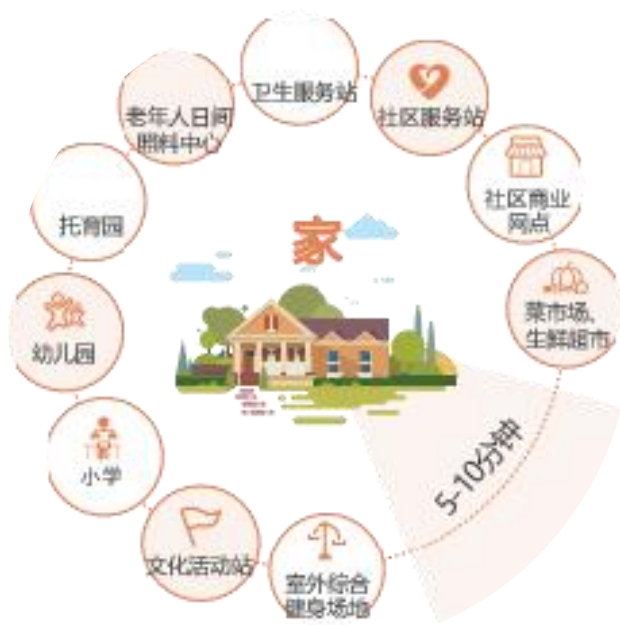 卫生服务站
社区服务站
社区商业
网点
菜市场、
生鲜超市
5-10分钟
室外综合
健身场地
文化活动站
小学
幼儿园
托育园
老年人日间
照料中心
家